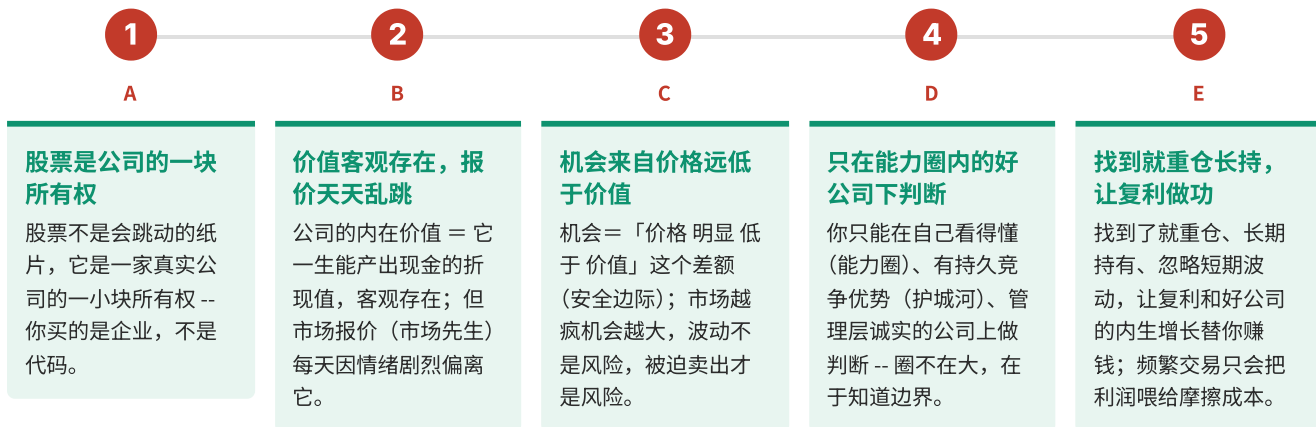 1
2
3
4
5
A
B
C
D
E
股票是公司的一块
所有权
股票不是会跳动的纸
片，它是一家真实公
司的一小块所有权 --
你买的是企业，不是
代码。
价值客观存在，报
价天天乱跳
公司的内在价值 ＝ 它
一生能产出现金的折
现值，客观存在；但
市场报价（市场先生）
每天因情绪剧烈偏离
它。
机会来自价格远低
于价值
机会＝「价格 明显 低
于 价值」这个差额
（安全边际）；市场越
疯机会越大，波动不
是风险，被迫卖出才
是风险。
只在能力圈内的好
公司下判断
你只能在自己看得懂
（能力圈）、有持久竞
争优势（护城河）、管
理层诚实的公司上做
判断 -- 圈不在大，在
于知道边界。
找到就重仓长持，
让复利做功
找到了就重仓、长期
持有、忽略短期波
动，让复利和好公司
的内生增长替你赚
钱；频繁交易只会把
利润喂给摩擦成本。